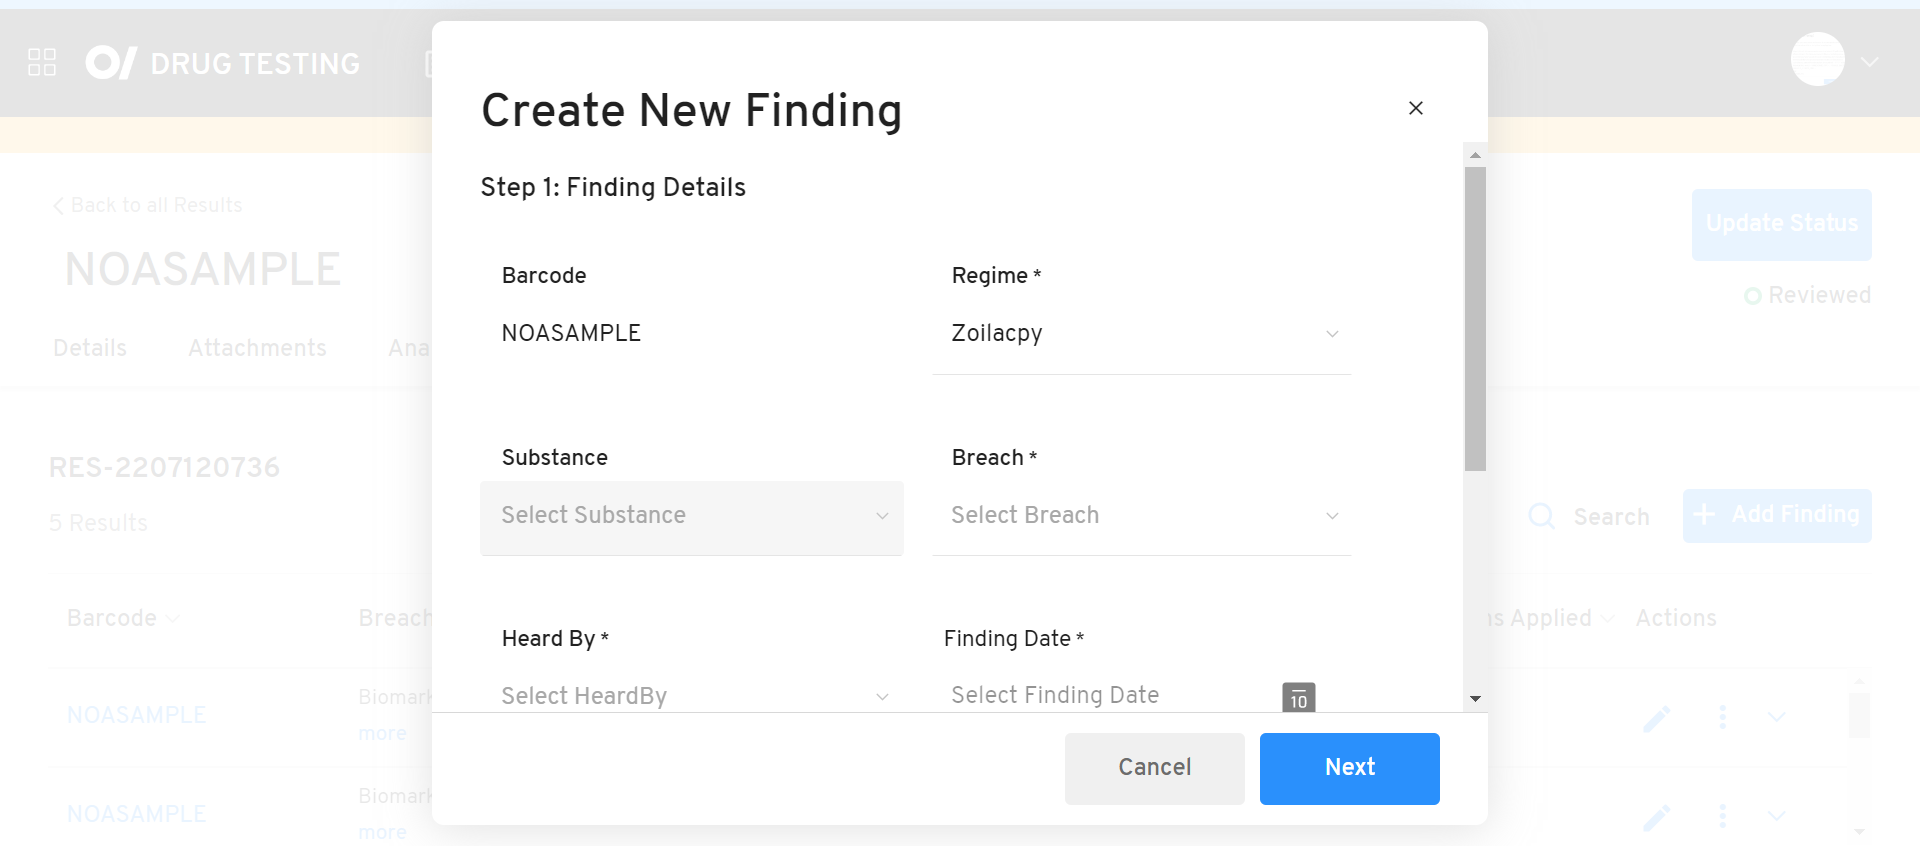 DRUG TESTING
Create New Finding
Step 1: Finding Details
Back to all Results
Update Status
NOASAMPLE
Reviewed
Details Attachments Ana
Barcode Regime *
NOASAMPLE Zoilacpy
RES-2207120736
5 Results
Substance Breach *
Select Substance Select Breach
Search + Add Finding
Barcode Breach s Applied Actions
Heard By * Finding Date *
Select HeardBy Select Finding Date 10
NOASAMPLE Biomark
more
Cancel Next
NOASAMPLE Biomark
more